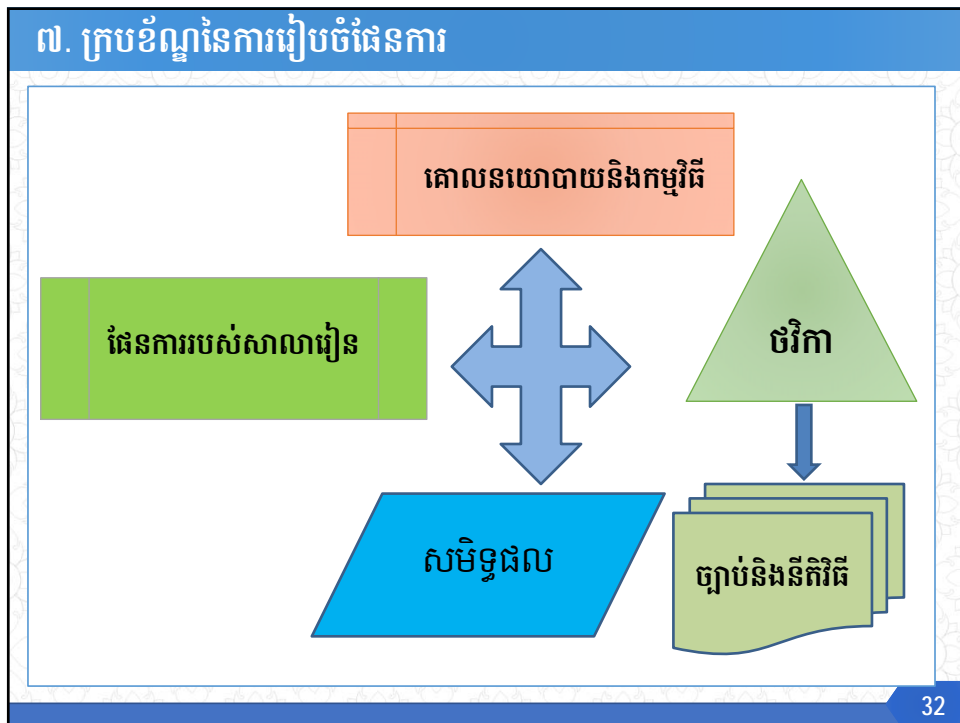 ៧. ក្របខ័ណ្ឌនៃការរៀបចំផែនការ
គោលនយោបាយនិងកម្មវិធី
ផែនការរបស់សាលារៀន
ថវិកា
សមិទ្ធផល
ច្បាប់និងនីតិវិធី
32